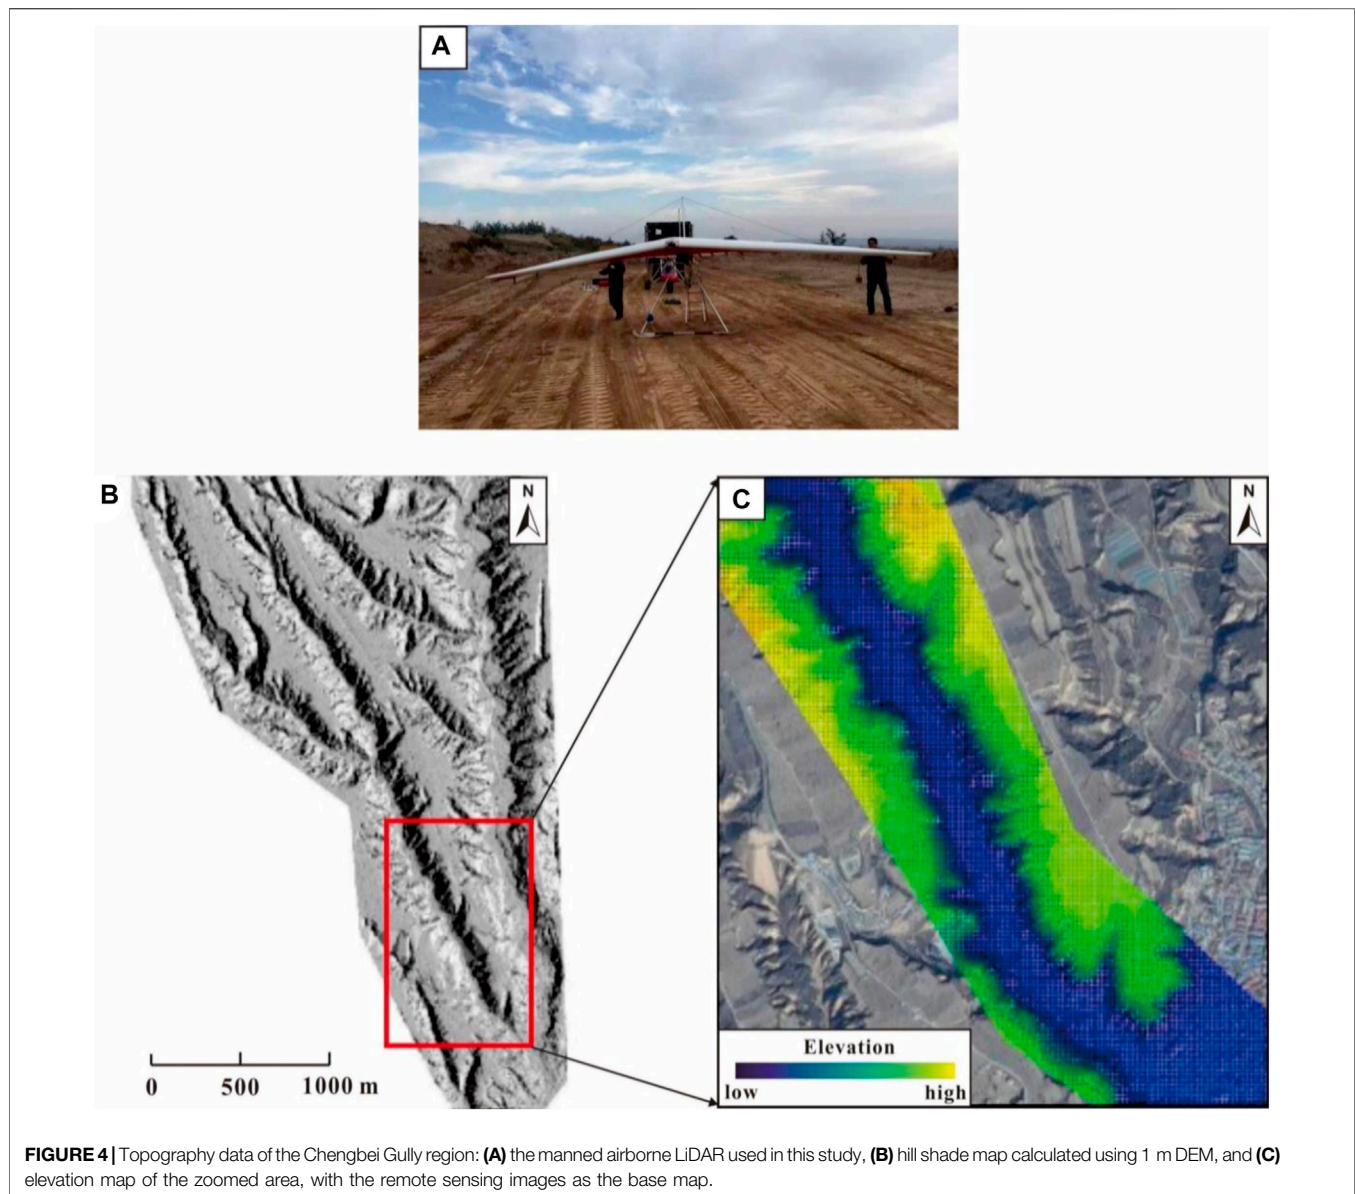 A
B
N
C
N
0 500 1000 m
Elevation
low high
FIGURE 4 | Topography data of the Chengbei Gully region: (A) the manned airborne LiDAR used in this study, (B) hill shade map calculated using 1 m DEM, and (C)
elevation map of the zoomed area, with the remote sensing images as the base map.